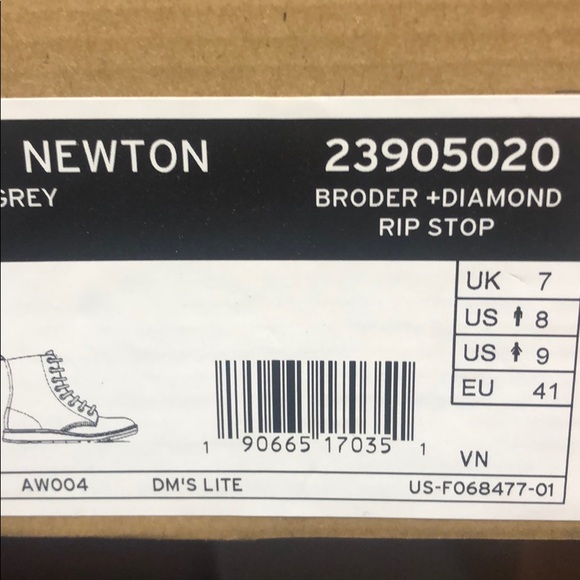 NEWTON 23905020
GREY BRODER +DIAMOND
RIP STOP
UK 7
US 8
US 9
EU 41
1 90665 17035 1
VN
AW004 DM'S LITE US-F068477-01